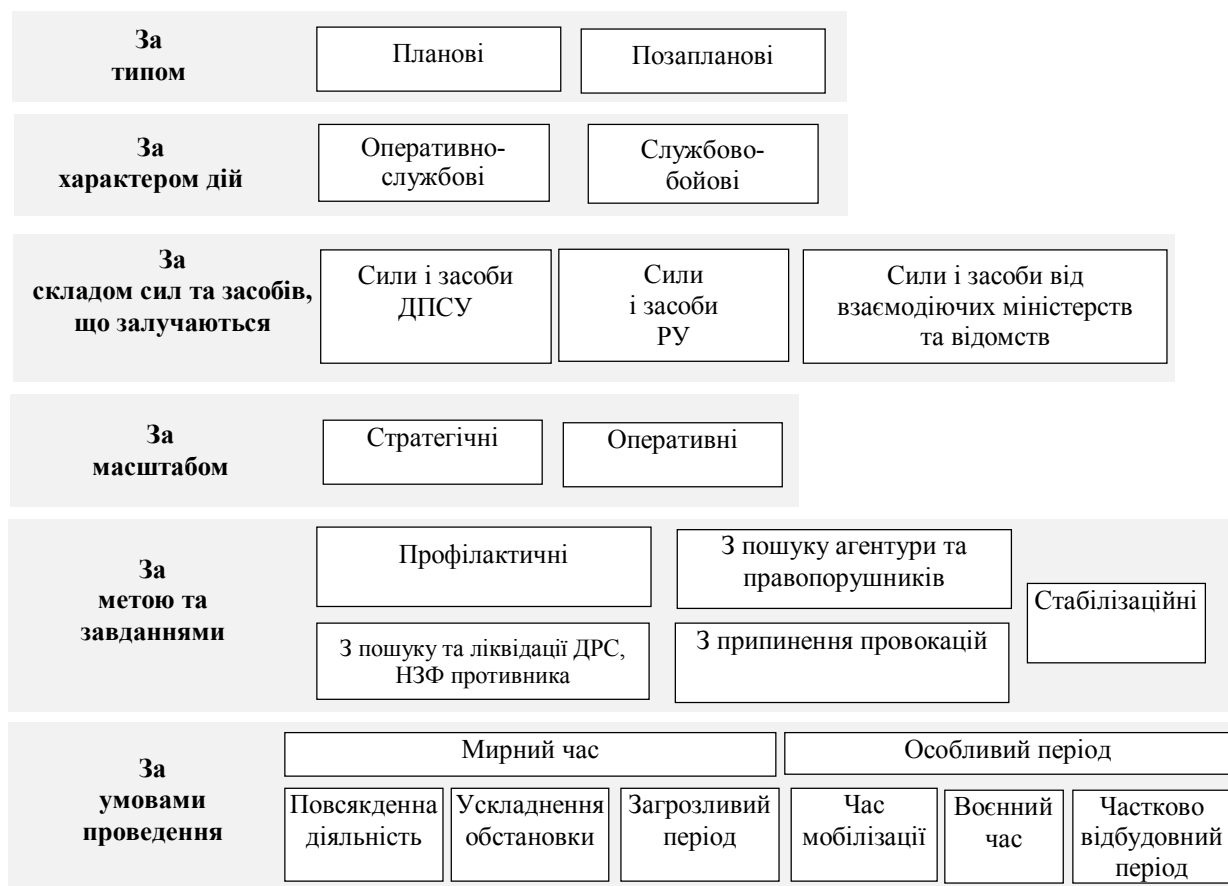 За
типом
Планові
Позапланові
За
характером дій
Оперативно-
службові
Службово-
бойові
За
складом сил та засобів,
що залучаються
Сили і засоби
ДПСУ
Сили
і засоби
РУ
Сили і засоби від
взаємодіючих міністерств
та відомств
За
масштабом
Стратегічні
Оперативні
За
метою та
завданнями
Профілактичні
З пошуку агентури та
правопорушників
Стабілізаційні
З пошуку та ліквідації ДРС,
НЗФ противника
З припинення провокацій
За
умовами
проведення
Мирний час
Особливий період
Повсякденна
діяльність
Ускладнення
обстановки
Загрозливий
період
Час
мобілізації
Воєнний
час
Частково
відбудовний
період